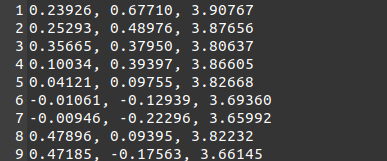 1 0.23926, 0.67710, 3.90767
2 0.25293, 0.48976, 3.87656
3 0.35665, 0.37950, 3.80637
4 0.10034, 0.39397, 3.86605
5 0.04121, 0.09755, 3.82668
6 -0.01061, -0.12939, 3.69360
7 -0.00946, -0.22296, 3.65992
8 0.47896, 0.09395, 3.82232
9 0.47185, -0.17563, 3.66145